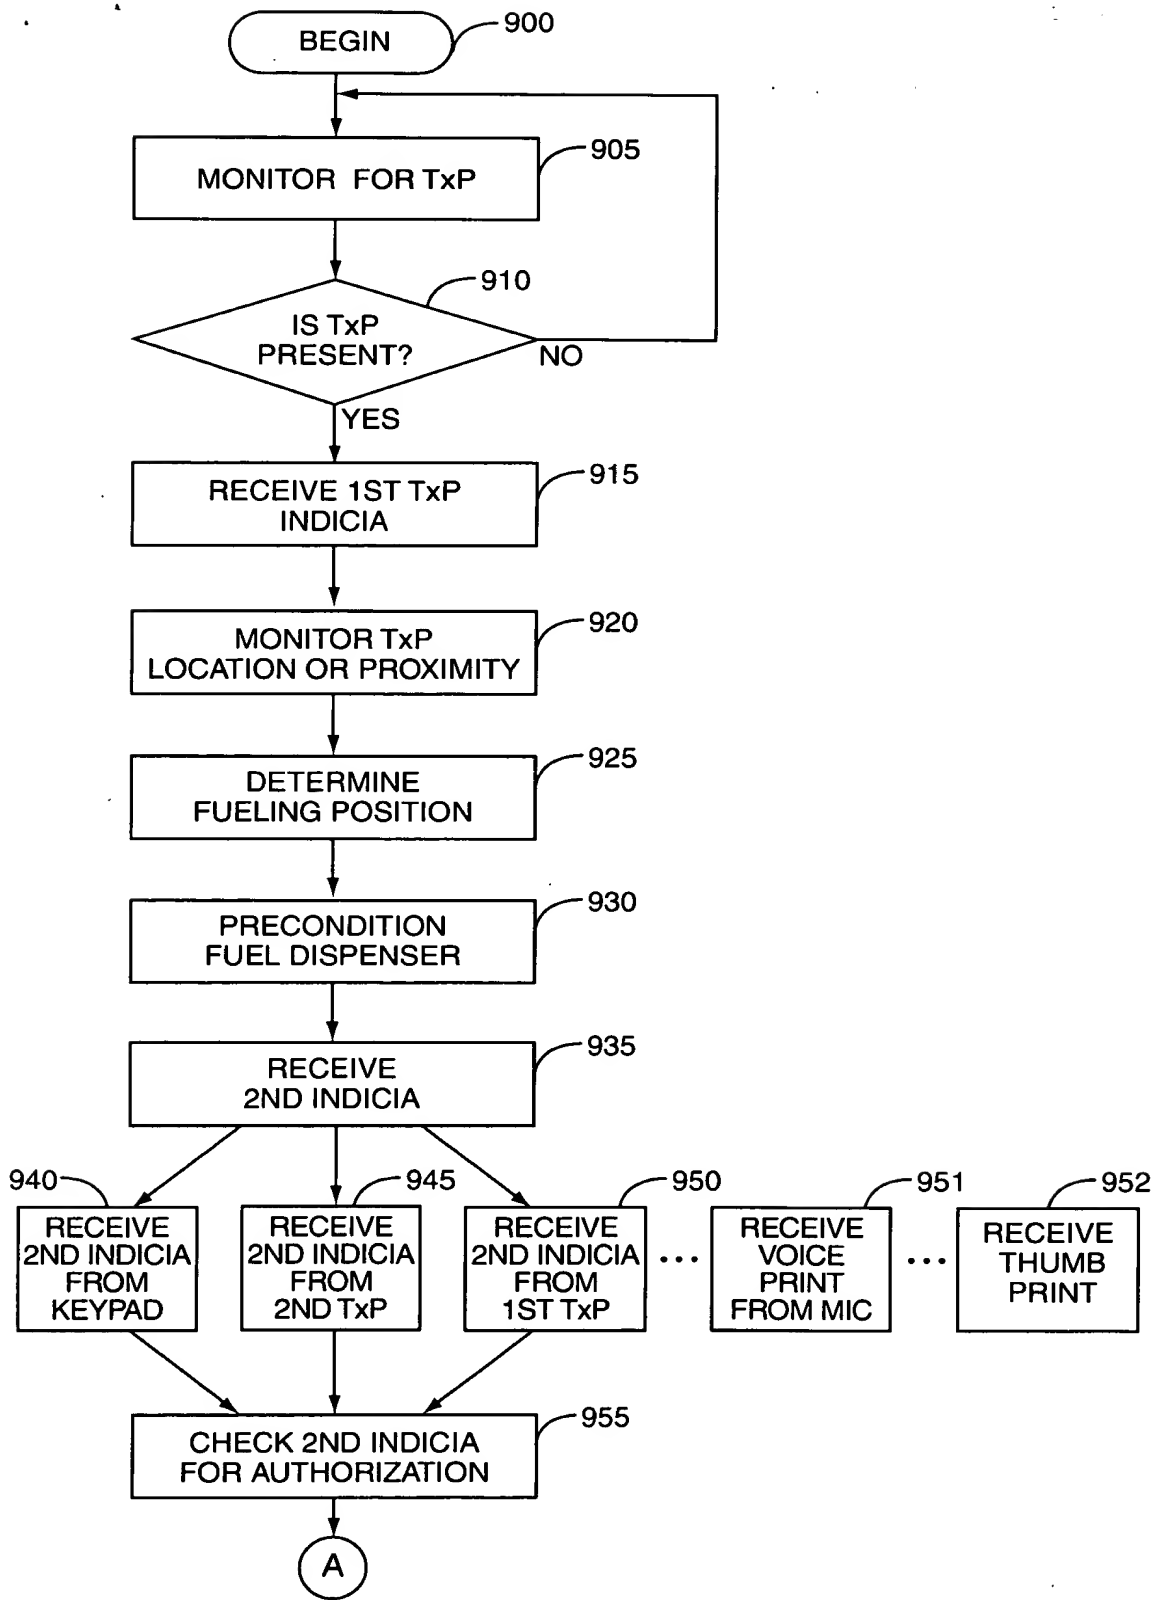 BEGIN
900
MONITOR FOR TxP
905
910
IS TxP
PRESENT?
NO
YES
RECEIVE 1ST TxP
INDICIA
915
MONITOR TxP
LOCATION OR PROXIMITY
920
DETERMINE
FUELING POSITION
925
PRECONDITION
FUEL DISPENSER
930
RECEIVE
2ND INDICIA
935
940
RECEIVE
2ND INDICIA
FROM
KEYPAD
945
RECEIVE
2ND INDICIA
FROM
2ND TxP
950
RECEIVE
2ND INDICIA
FROM
1ST TxP
...
951
RECEIVE
VOICE
PRINT
FROM MIC
...
952
RECEIVE
THUMB
PRINT
CHECK 2ND INDICIA
FOR AUTHORIZATION
955
A